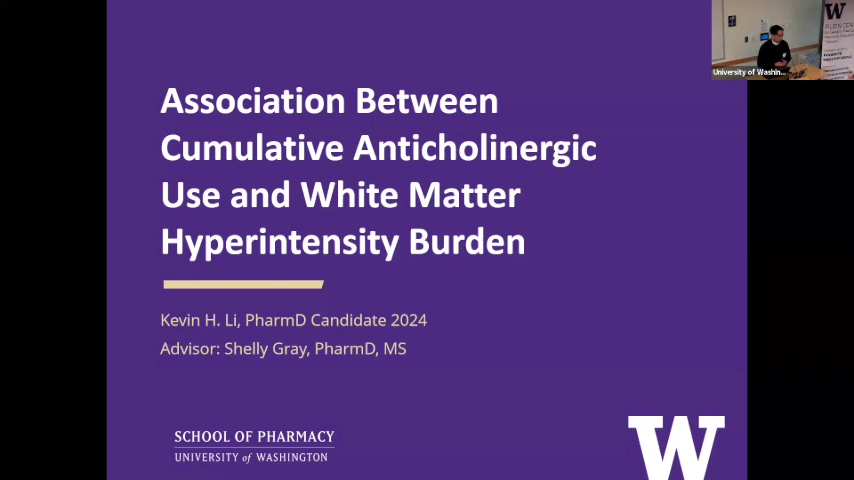 Association Between
Cumulative Anticholinergic
Use and White Matter
Hyperintensity Burden
Kevin H. Li, PharmD Candidate 2024
Advisor: Shelly Gray, PharmD, MS
SCHOOL OF PHARMACY
UNIVERSITY of WASHINGTON
W
University of Washin...
W